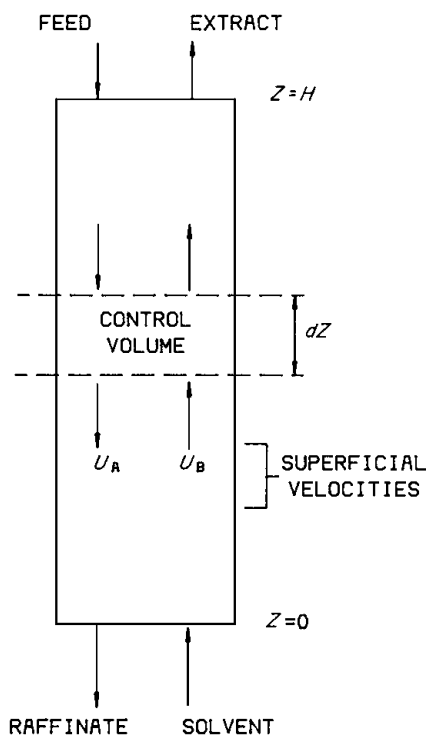 FEED EXTRACT
Z=H
CONTROL
VOLUME
dZ
U_A U_B
SUPERFICIAL
VELOCITIES
Z=0
RAFFINATE SOLVENT